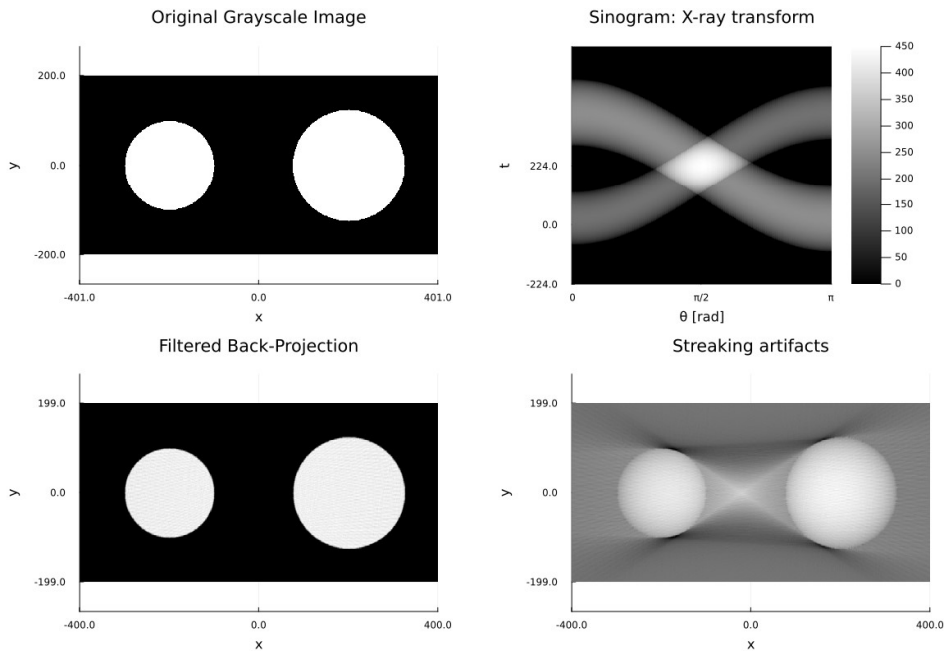 Original Grayscale Image
200.0
0.0
-200.0
y
-401.0 0.0 401.0
x
Sinogram: X-ray transform
t
224.0
0.0
-224.0
0 π/2 π
θ [rad]
450
400
350
300
250
200
150
100
50
0
Filtered Back-Projection
199.0
0.0
-199.0
y
-400.0 0.0 400.0
x
Streaking artifacts
199.0
0.0
-199.0
y
-400.0 0.0 400.0
x